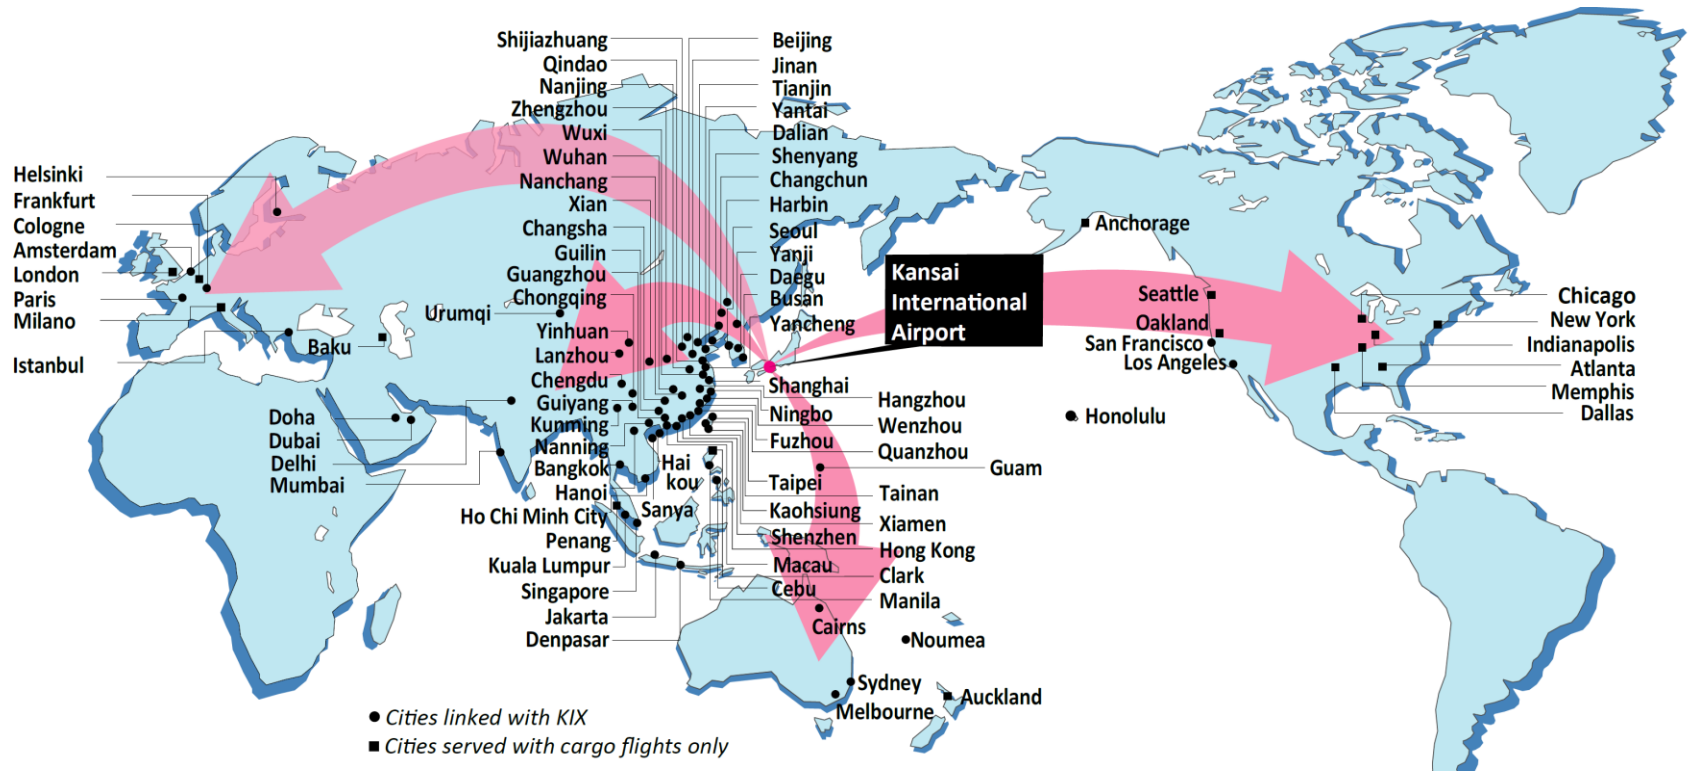 Shijiazhuang
Qindao
Nanjing
Zhengzhou
Wuxi
Wuhan
Nanchang
Xian
Changsha
Guilin
Guangzhou
Chongqing
Yinhuan
Lanzhou
Chengdu
Guiyang
Kunming
Nanning
Bangkok
Hanoi
Ho Chi Minh City
Penang
Kuala Lumpur
Singapore
Jakarta
Denpasar
Beijing
Jinan
Tianjin
Yantai
Dalian
Shenyang
Changchun
Harbin
Seoul
Yanji
Daegu
Busan
Yancheng
Helsinki
Frankfurt
Cologne
Amsterdam
London
Paris
Milano
Istanbul
Baku
Urumqi
Doha
Dubai
Delhi
Mumbai
Hai
kou
Sanya
Kansai
International
Airport
Shanghai
Ningbo
Fuzhou
Taipei
Kaohsiung
Shenzhen
Macau
Cebu
Hangzhou
Wenzhou
Quanzhou
Guam
Tainan
Xiamen
Hong Kong
Clark
Manila
Cairns
Noumea
Sydney
Melbourne
Auckland
Anchorage
Seattle
Oakland
San Francisco
Los Angeles
Honolulu
Chicago
New York
Indianapolis
Atlanta
Memphis
Dallas
Cities linked with KIX
Cities served with cargo flights only